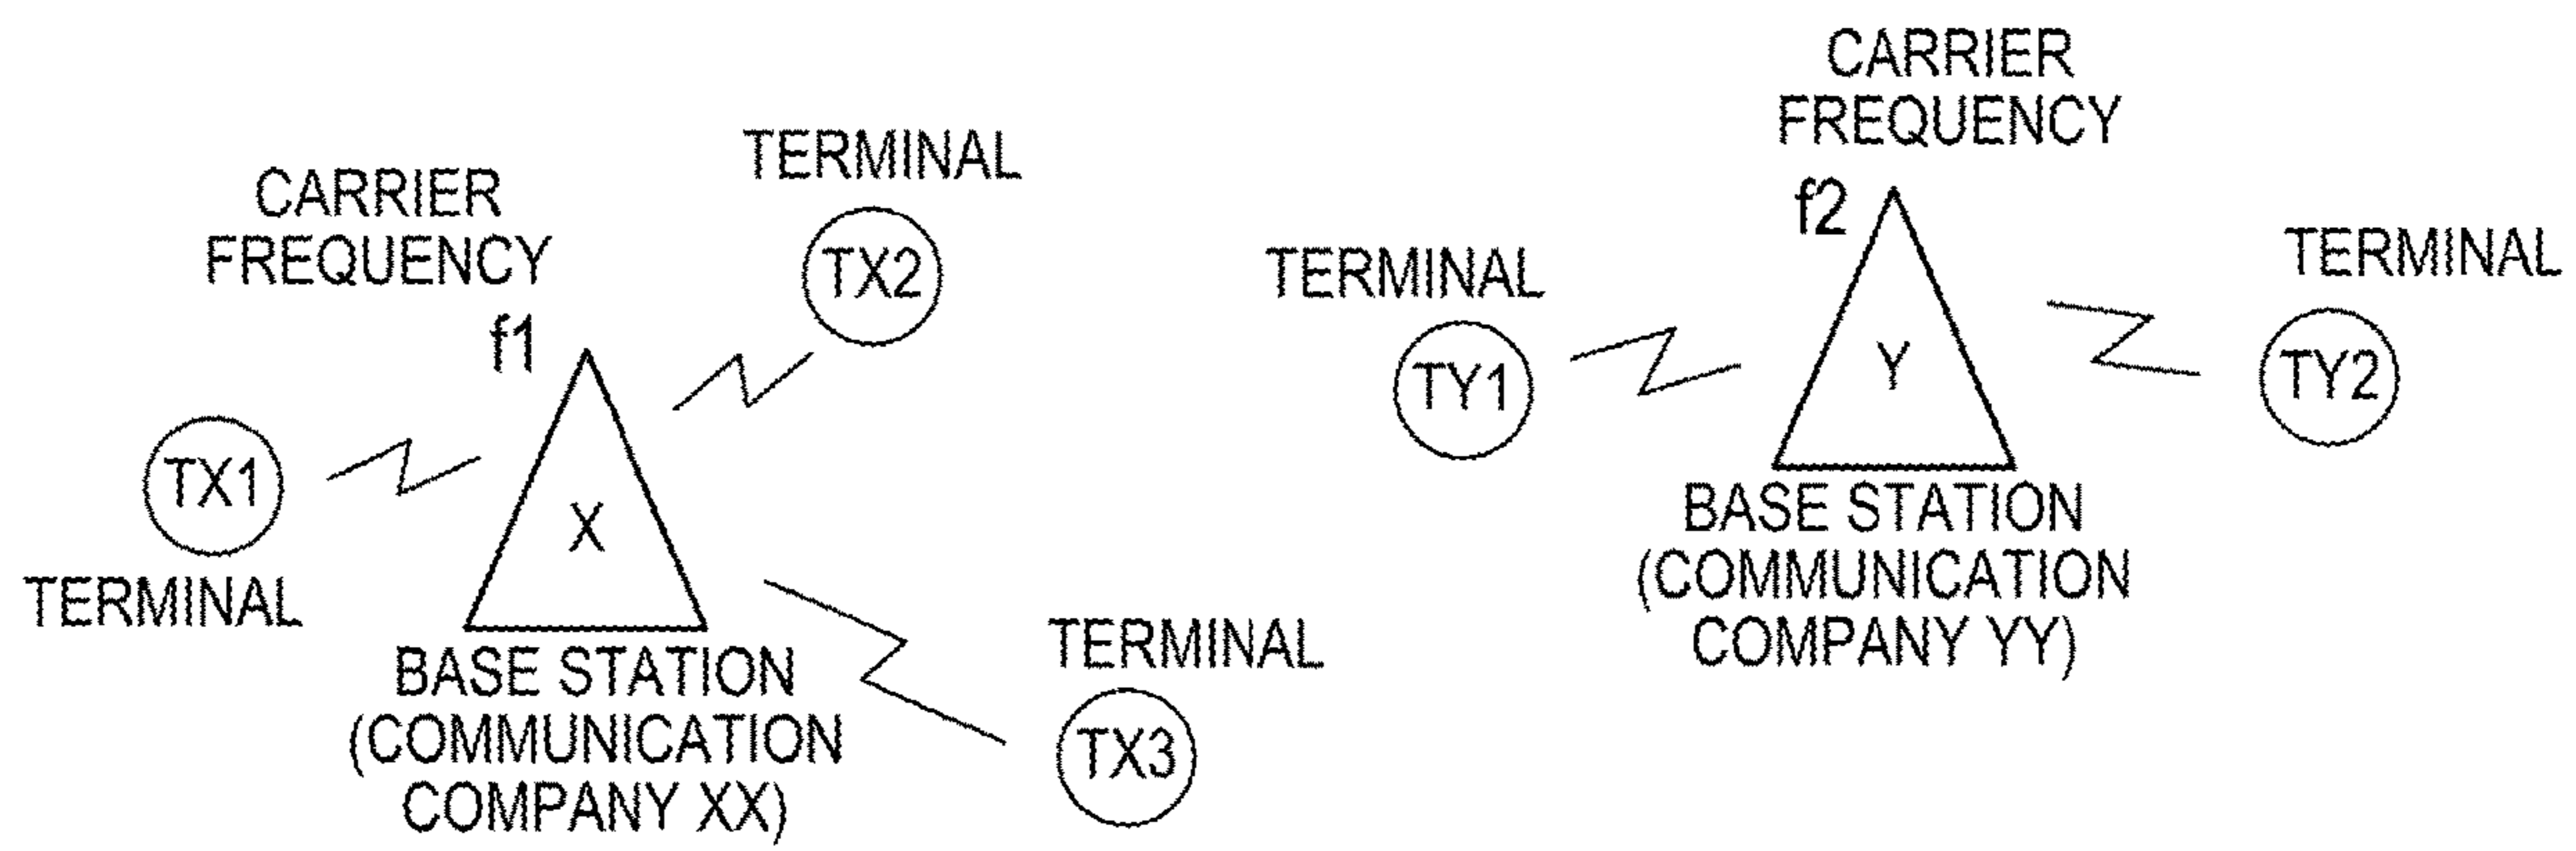 CARRIER
FREQUENCY
f1
TERMINAL
TX2
TX1
TERMINAL
X
BASE STATION
(COMMUNICATION
COMPANY XX)
TERMINAL
TX3
CARRIER
FREQUENCY
f2
TERMINAL
TY1
Y
TERMINAL
TY2
BASE STATION
(COMMUNICATION
COMPANY YY)